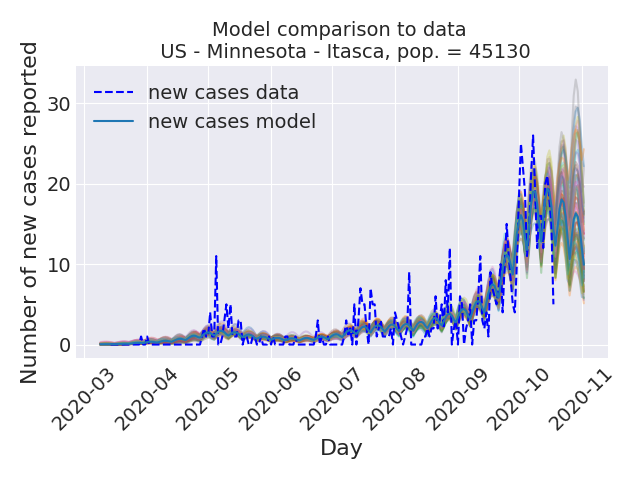 Model comparison to data
US - Minnesota - Itasca, pop. = 45130
Number of new cases reported
new cases data
new cases model
30
20
10
0
2020-03
2020-04
2020-05
2020-06
2020-07
2020-08
2020-09
2020-10
2020-11
Day